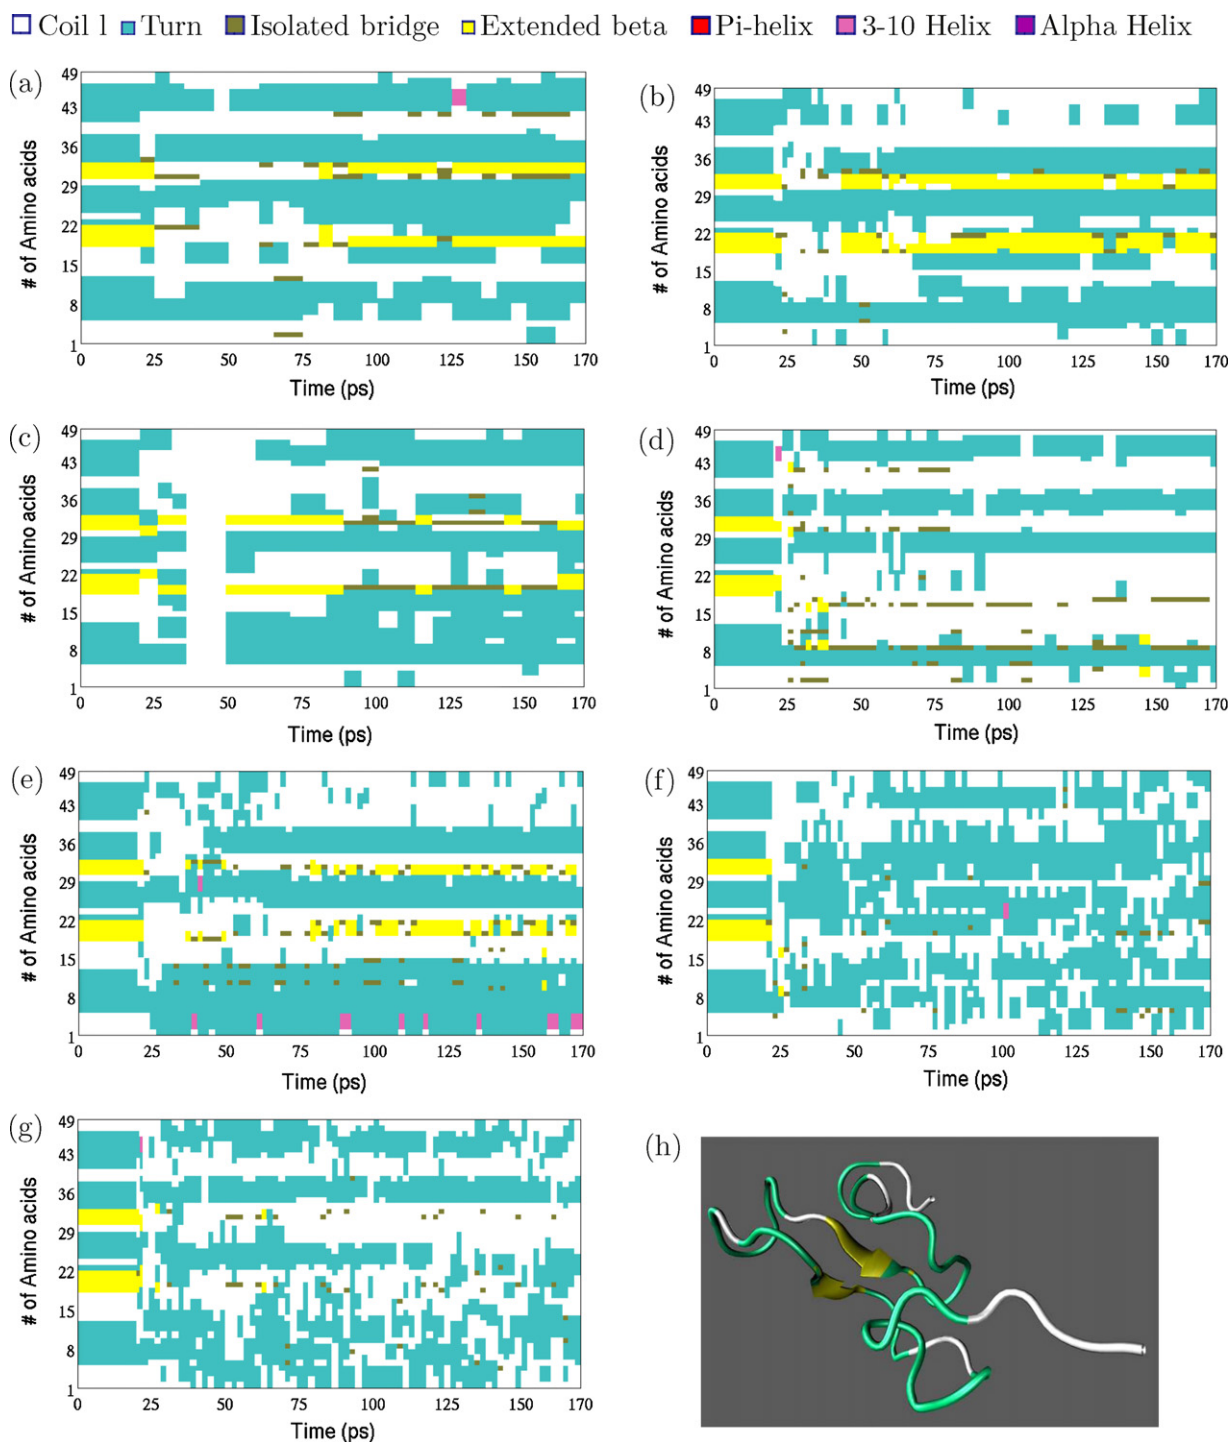 Coil l Turn Isolated bridge Extended beta Pi-helix 3-10 Helix Alpha Helix
(a)
# of Amino acids
49
43
36
29
22
15
8
1
0 25 50 75 100 125 150 170
Time (ps)
(b)
# of Amino acids
49
43
36
29
22
15
8
1
0 25 50 75 100 125 150 170
Time (ps)
(c)
# of Amino acids
49
43
36
29
22
15
8
1
0 25 50 75 100 125 150 170
Time (ps)
(d)
# of Amino acids
49
43
36
29
22
15
8
1
0 25 50 75 100 125 150 170
Time (ps)
(e)
# of Amino acids
49
43
36
29
22
15
8
1
0 25 50 75 100 125 150 170
Time (ps)
(f)
# of Amino acids
49
43
36
29
22
15
8
1
0 25 50 75 100 125 150 170
Time (ps)
(g)
# of Amino acids
49
43
36
29
22
15
8
1
0 25 50 75 100 125 150 170
Time (ps)
(h)